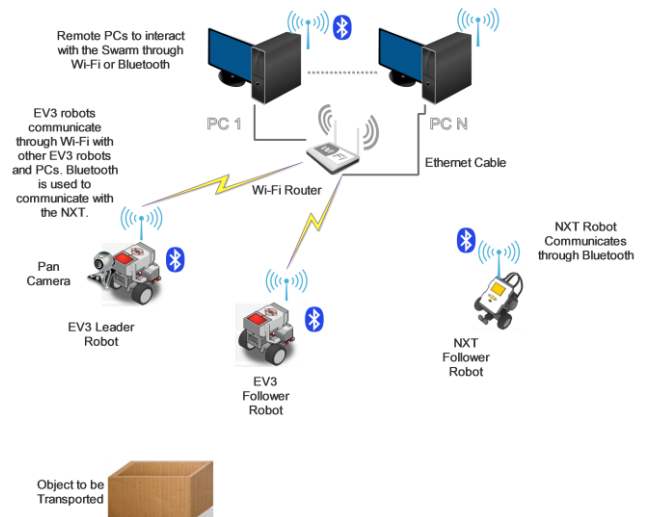 Remote PCs to interact
with the Swarm through
Wi-Fi or Bluetooth
PC 1
PC N
EV3 robots
communicate
through Wi-Fi with
other EV3 robots
and PCs. Bluetooth
is used to
communicate with
the NXT.
Wi Fi
Wi-Fi Router
Ethernet Cable
Pan
Camera
EV3 Leader
Robot
EV3
Follower
Robot
NXT Robot
Communicates
through Bluetooth
NXT
Follower
Robot
Object to be
Transported